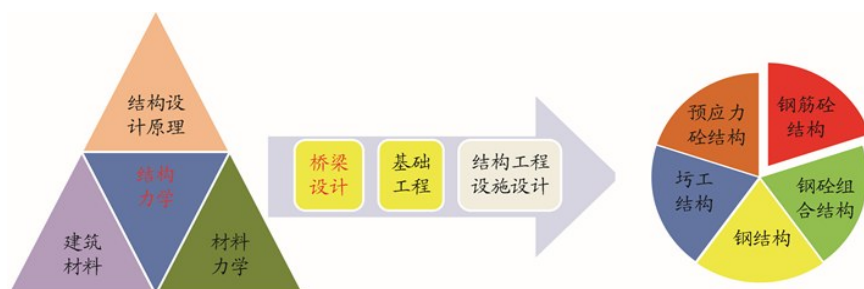 结构设
计原理
结构
力学
建筑
材料
材料
力学
桥梁
设计
基础
工程
结构工程
设施设计
预应力
砼结构
钢筋砼
结构
圬工
结构
钢砼组
合结构
钢结构